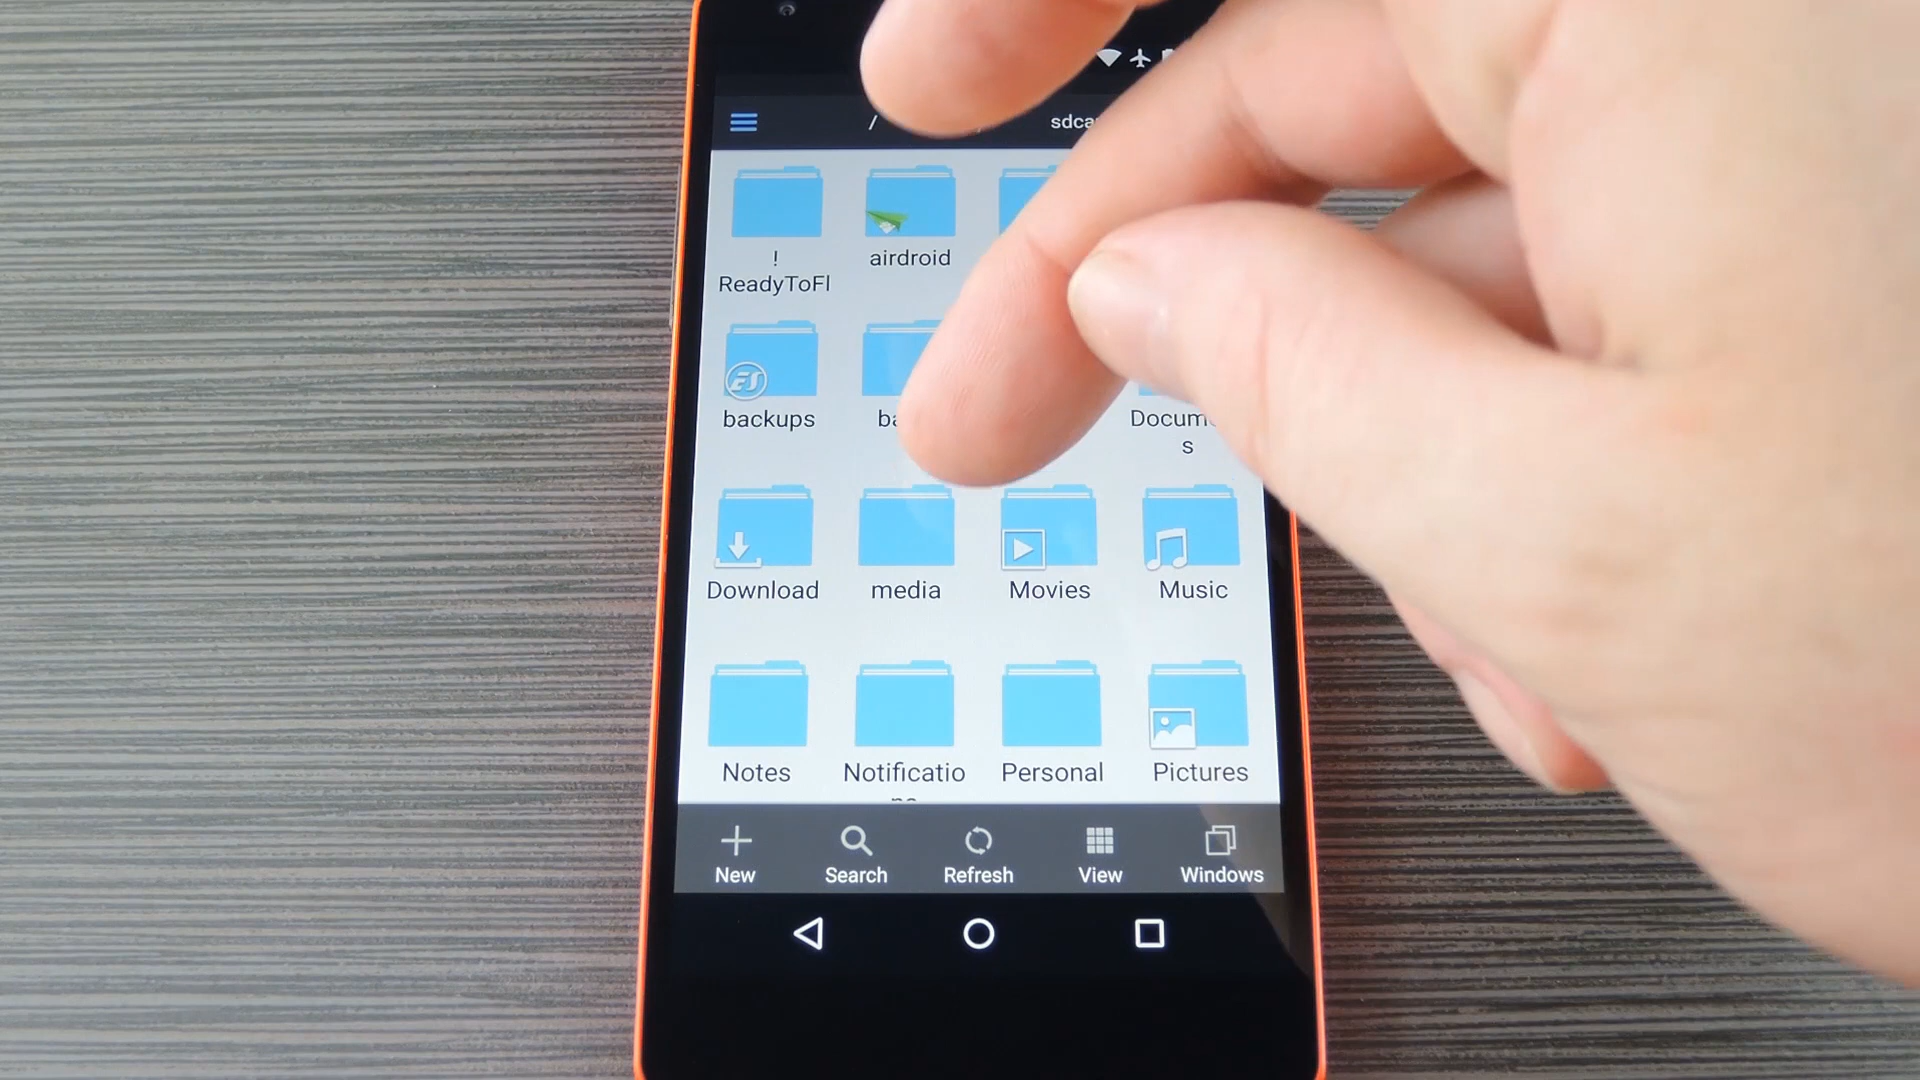 / sdca
!
ReadyToFl
airdroid
ES
backups
ba
Docum
s
Download
media
Movies
Music
Notes
Notificatio
Personal
Pictures
New
Search
Refresh
View
Windows